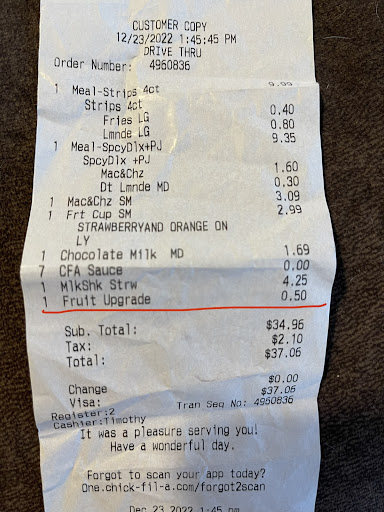 CUSTOMER COPY
12/23/2022 1:45:45 PM
DRIVE THRU
Order Number: 4960836
1 Meal-Strips 4ct 9.99
Strips 4ct
Fries LG 0.40
Lmnde LG 0.80
1 Meal-SpcyDlx+PJ 9.35
SpcyDlx +PJ
Mac&Chz 1.60
Dt Lmnde MD 0.30
1 Mac&Chz SM 3.09
1 Frt Cup SM 2.99
STRAWBERRYAND ORANGE ON
LY
1 Chocolate Milk MD 1.69
7 CFA Sauce 0.00
1 MlkShk Strw 4.25
1 Fruit Upgrade 0.50
Sub. Total: $34.96
Tax: $2.10
Total: $37.06
Change $0.00
Visa: $37.06
Register:2 Tran Seq No: 4960836
Cashier:Timothy
It was a pleasure serving you!
Have a wonderful day.
Forgot to scan your app today?
One.chick-fil-a.com/forgot2scan
Dec 23 2022 1:45 pm